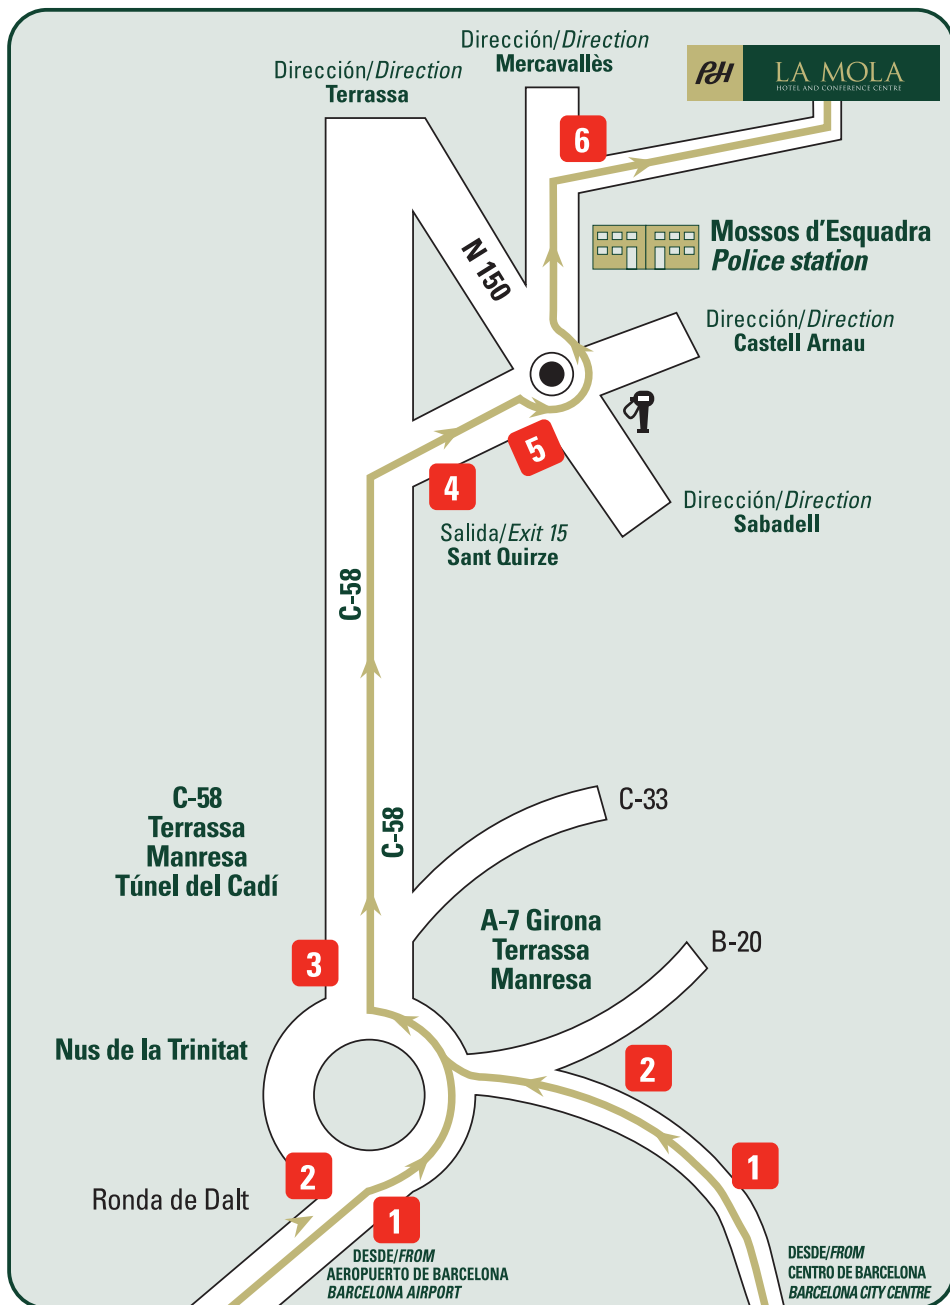 Dirección/Direction
Mercavallès
Dirección/Direction
Terrassa
PH
LA MOLA
HOTEL AND CONFERENCE CENTRE
6
Mossos d'Esquadra
Police station
N 150
Dirección/Direction
Castell Arnau
5
4
Dirección/Direction
Sabadell
Salida/Exit 15
Sant Quirze
C-58
C-33
C-58
Terrassa
Manresa
Túnel del Cadí
C-58
A-7 Girona
Terrassa
Manresa
B-20
3
Nus de la Trinitat
2
1
2
Ronda de Dalt
1
DESDE/FROM
AEROPUERTO DE BARCELONA
BARCELONA AIRPORT
DESDE/FROM
CENTRO DE BARCELONA
BARCELONA CITY CENTRE